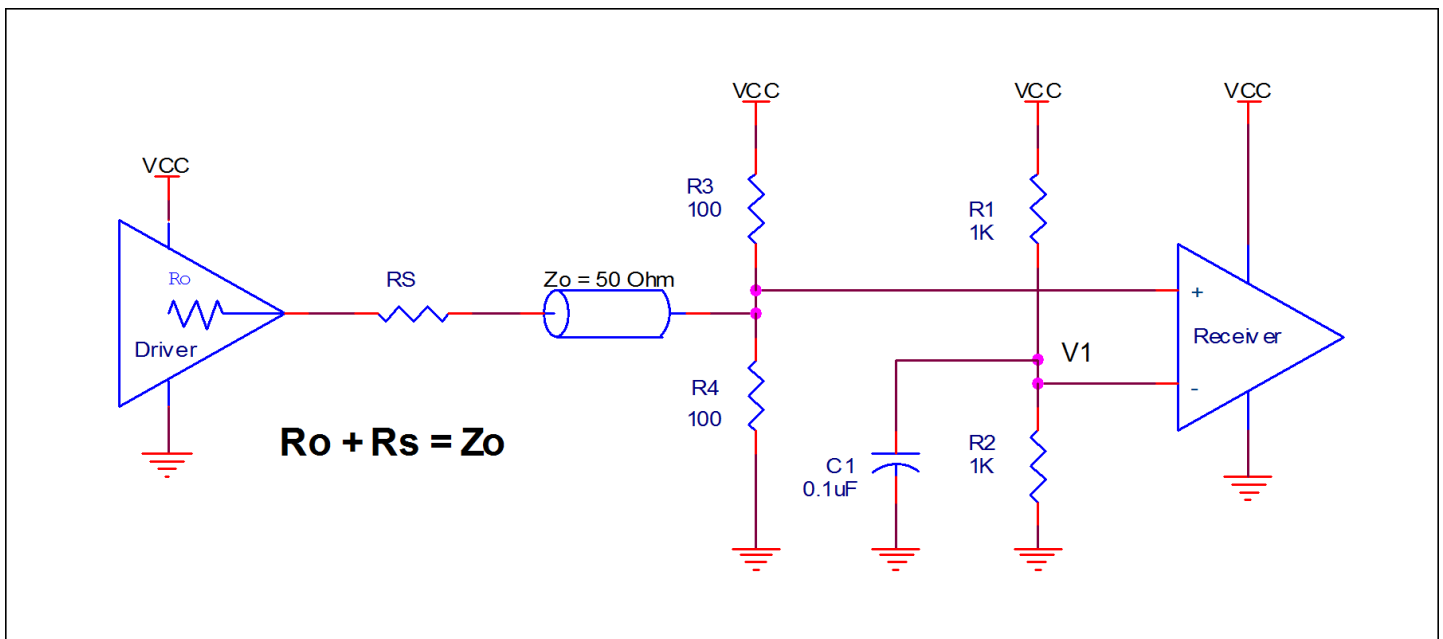 VCC
VCC
VCC
VCC
R3
100
R1
1K
Ro
RS
Zo = 50 Ohm
+
Driver
Receiver
V1
-
R4
100
Ro + Rs = Zo
R2
1K
C1
0.1uF